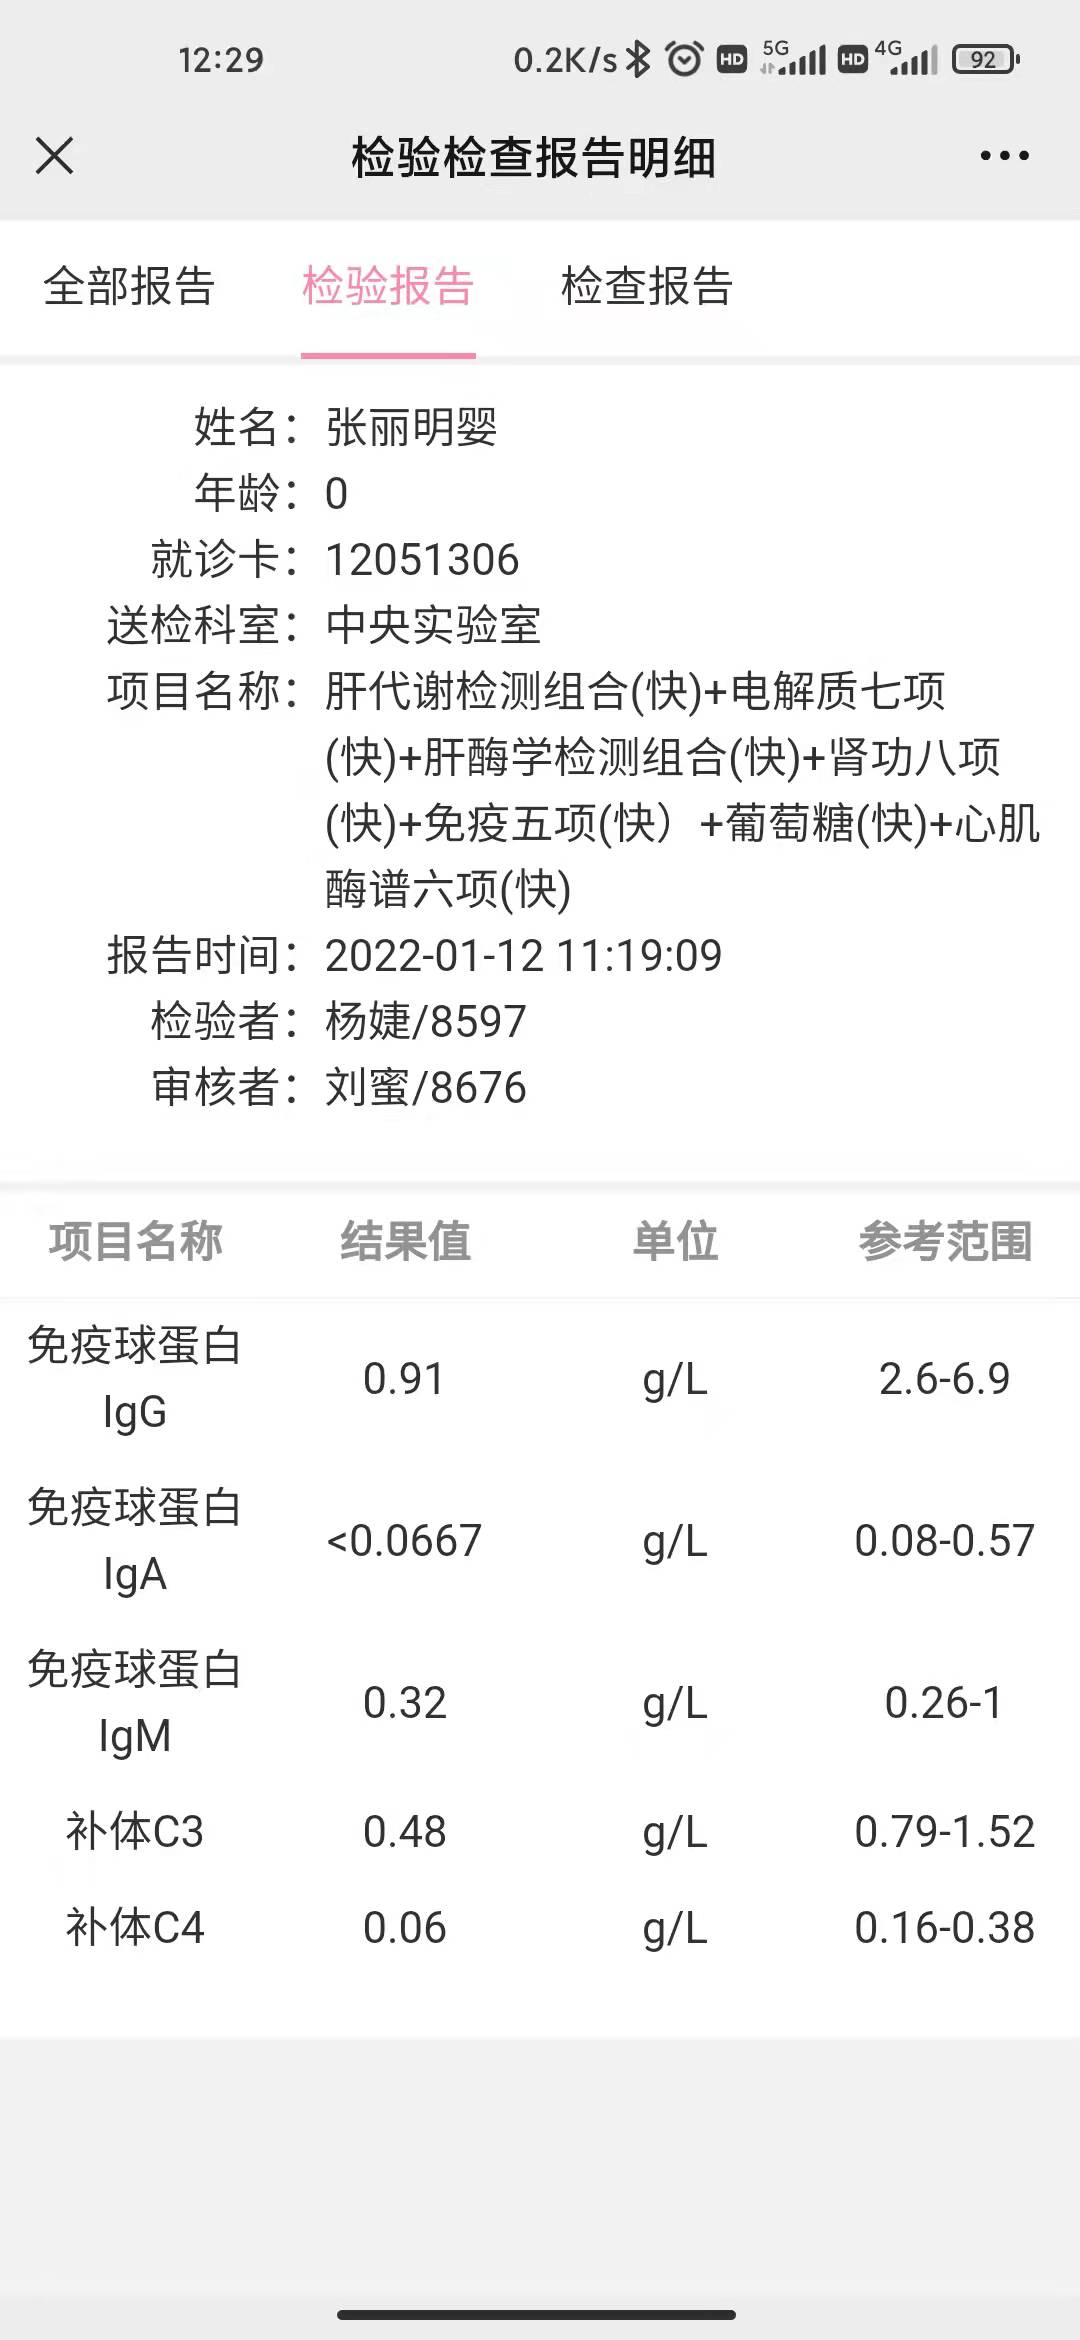 12:29 0.2K/s HD 5G HD 4G 92
检验检查报告明细
全部报告 检验报告 检查报告
姓名：张丽明婴
年龄：0
就诊卡：12051306
送检科室：中央实验室
项目名称：肝代谢检测组合(快)+电解质七项
(快)+肝酶学检测组合(快)+肾功八项
(快)+免疫五项(快）+葡萄糖(快)+心肌
酶谱六项(快)
报告时间：2022-01-12 11:19:09
检验者：杨婕/8597
审核者：刘蜜/8676
项目名称 结果值 单位 参考范围
免疫球蛋白
IgG 0.91 g/L 2.6-6.9
免疫球蛋白
IgA <0.0667 g/L 0.08-0.57
免疫球蛋白
IgM 0.32 g/L 0.26-1
补体C3 0.48 g/L 0.79-1.52
补体C4 0.06 g/L 0.16-0.38